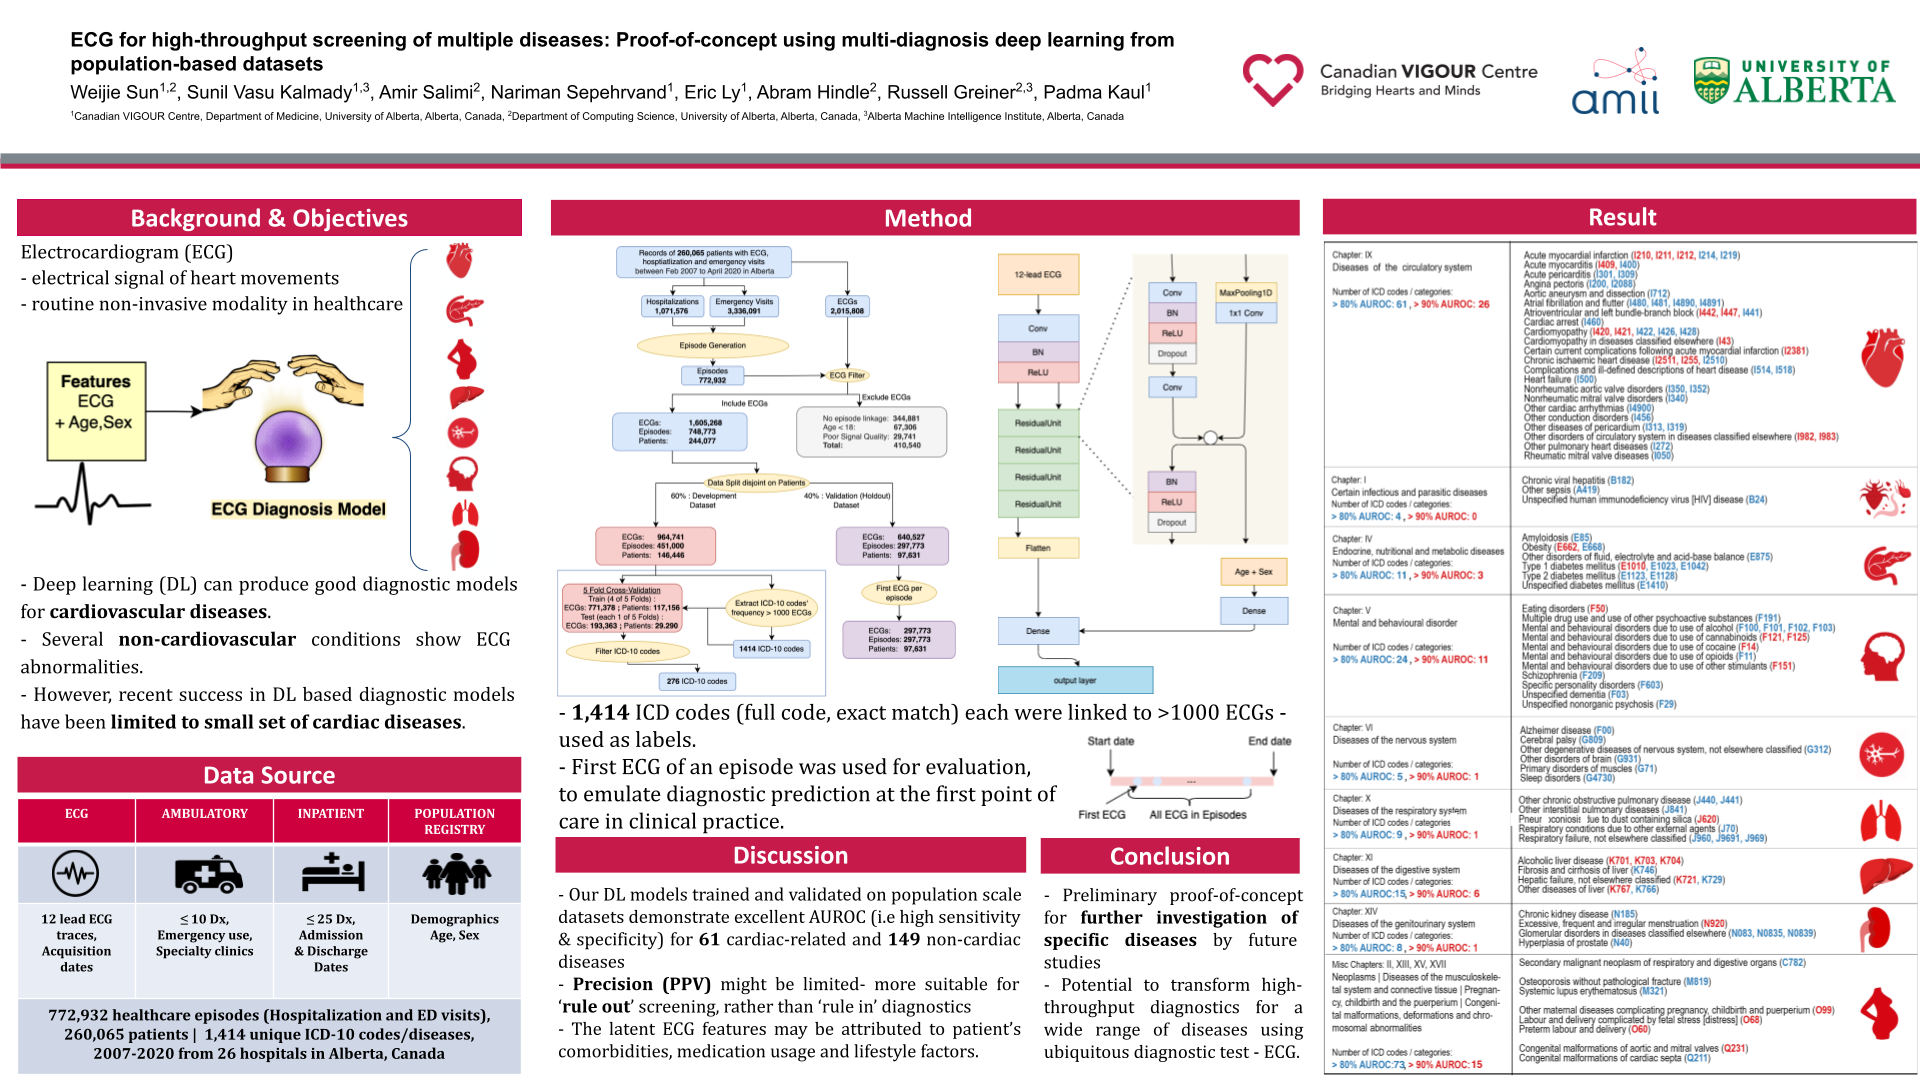 ECG for high-throughput screening of multiple diseases: Proof-of-concept using multi-diagnosis deep learning from
population-based datasets
Weijie Sun1,2, Sunil Vasu Kalmady1,3, Amir Salimi2, Nariman Sepehrvand1, Eric Ly1, Abram Hindle2, Russell Greiner2,3, Padma Kaul1
1Canadian VIGOUR Centre, Department of Medicine, University of Alberta, Alberta, Canada, 2Department of Computing Science, University of Alberta, Alberta, Canada, 3Alberta Machine Intelligence Institute, Alberta, Canada
Canadian VIGOUR Centre
Bridging Hearts and Minds
amii
UNIVERSITY OF
ALBERTA
Background & Objectives
Electrocardiogram (ECG)
- electrical signal of heart movements
- routine non-invasive modality in healthcare
Features
ECG
+ Age,Sex
ECG Diagnosis Model
- Deep learning (DL) can produce good diagnostic models
for cardiovascular diseases.
- Several non-cardiovascular conditions show ECG
abnormalities.
- However, recent success in DL based diagnostic models
have been limited to small set of cardiac diseases.
Data Source
ECG
AMBULATORY
INPATIENT
POPULATION
REGISTRY
12 lead ECG
traces,
Acquisition
dates
≤ 10 Dx,
Emergency use,
Specialty clinics
≤ 25 Dx,
Admission
& Discharge
Dates
Demographics
Age, Sex
772,932 healthcare episodes (Hospitalization and ED visits),
260,065 patients | 1,414 unique ICD-10 codes/diseases,
2007-2020 from 26 hospitals in Alberta, Canada
Method
Records of 260,065 patients with ECG,
hospitalization and emergency visits
between Feb 2007 to April 2020 in Alberta
Hospitalizations
1,071,576
Emergency Visits
3,336,091
ECGs
2,015,808
Episode Generation
Episodes
772,932
ECG Filter
Include ECGs
Exclude ECGs
ECGs: 1,605,268
Episodes: 748,773
Patients: 244,077
No episode linkage: 344,881
Age < 18: 67,306
Poor Signal Quality: 29,741
Total: 410,540
Data Split disjoint on Patients
60% : Development
Dataset
40% : Validation (Holdout)
Dataset
ECGs: 964,741
Episodes: 451,000
Patients: 146,446
ECGs: 640,527
Episodes: 297,773
Patients: 97,631
5 Fold Cross-Validation
Train (4 of 5 Folds) :
ECGs: 771,378 ; Patients: 117,156
Test (each 1 of 5 Folds) :
ECGs: 193,363 ; Patients: 29.290
Extract ICD-10 codes'
frequency > 1000 ECGs
First ECG per
episode
Filter ICD-10 codes
1414 ICD-10 codes
276 ICD-10 codes
ECGs: 297,773
Episodes: 297,773
Patients: 97,631
12-lead ECG
Conv
BN
ReLU
ResidualUnit
ResidualUnit
ResidualUnit
ResidualUnit
Flatten
Dense
output layer
Conv
BN
ReLU
Dropout
Conv
MaxPooling1D
1x1 Conv
BN
ReLU
Dropout
Age + Sex
Dense
- 1,414 ICD codes (full code, exact match) each were linked to >1000 ECGs -
used as labels.
- First ECG of an episode was used for evaluation,
to emulate diagnostic prediction at the first point of
care in clinical practice.
Start date
End date
...
First ECG
All ECG in Episodes
Discussion
- Our DL models trained and validated on population scale
datasets demonstrate excellent AUROC (i.e high sensitivity
& specificity) for 61 cardiac-related and 149 non-cardiac
diseases
- Precision (PPV) might be limited- more suitable for
‘rule out’ screening, rather than ‘rule in’ diagnostics
- The latent ECG features may be attributed to patient’s
comorbidities, medication usage and lifestyle factors.
Conclusion
- Preliminary proof-of-concept
for further investigation of
specific diseases by future
studies
- Potential to transform high-
throughput diagnostics for a
wide range of diseases using
ubiquitous diagnostic test - ECG.
Result
Chapter: IX
Diseases of the circulatory system
Number of ICD codes / categories:
> 80% AUROC: 61 , > 90% AUROC: 26
Acute myocardial infarction (I210, I211, I212, I214, I219)
Acute myocarditis (I409, I400)
Acute pericarditis (I301, I309)
Angina pectoris (I200, I2088)
Aortic aneurysm and dissection (I712)
Atrial fibrillation and flutter (I480, I481, I4890, I4891)
Atrioventricular and left bundle-branch block (I442, I447, I441)
Cardiac arrest (I460)
Cardiomyopathy (I420, I421, I422, I426, I428)
Cardiomyopathy in diseases classified elsewhere (I43)
Certain current complications following acute myocardial infarction (I2381)
Chronic ischaemic heart disease (I2511, I255, I2510)
Complications and ill-defined descriptions of heart disease (I514, I518)
Heart failure (I500)
Nonrheumatic aortic valve disorders (I350, I352)
Nonrheumatic mitral valve disorders (I340)
Other cardiac arrhythmias (I4900)
Other conduction disorders (I456)
Other diseases of pericardium (I313, I319)
Other disorders of circulatory system in diseases classified elsewhere (I982, I983)
Other pulmonary heart diseases (I272)
Rheumatic mitral valve diseases (I050)
Chapter: I
Certain infectious and parasitic diseases
Number of ICD codes / categories:
> 80% AUROC: 4 , > 90% AUROC: 0
Chronic viral hepatitis (B182)
Other sepsis (A419)
Unspecified human immunodeficiency virus [HIV] disease (B24)
Chapter: IV
Endocrine, nutritional and metabolic diseases
Number of ICD codes / categories:
> 80% AUROC: 11 , > 90% AUROC: 3
Amyloidosis (E85)
Obesity (E662, E668)
Other disorders of fluid, electrolyte and acid-base balance (E875)
Type 1 diabetes mellitus (E1010, E1023, E1042)
Type 2 diabetes mellitus (E1123, E1128)
Unspecified diabetes mellitus (E1410)
Chapter: V
Mental and behavioural disorder
Number of ICD codes / categories:
> 80% AUROC: 24 , > 90% AUROC: 11
Eating disorders (F50)
Multiple drug use and use of other psychoactive substances (F191)
Mental and behavioural disorders due to use of alcohol (F100, F101, F102, F103)
Mental and behavioural disorders due to use of cannabinoids (F121, F125)
Mental and behavioural disorders due to use of cocaine (F14)
Mental and behavioural disorders due to use of opioids (F11)
Mental and behavioural disorders due to use of other stimulants (F151)
Schizophrenia (F209)
Specific personality disorders (F603)
Unspecified dementia (F03)
Unspecified nonorganic psychosis (F29)
Chapter: VI
Diseases of the nervous system
Number of ICD codes / categories:
> 80% AUROC: 5 , > 90% AUROC: 1
Alzheimer disease (F00)
Cerebral palsy (G809)
Other degenerative diseases of nervous system, not elsewhere classified (G312)
Other disorders of brain (G931)
Primary disorders of muscles (G71)
Sleep disorders (G4730)
Chapter: X
Diseases of the respiratory system
Number of ICD codes / categories
> 80% AUROC: 9 , > 90% AUROC: 1
Other chronic obstructive pulmonary disease (J440, J441)
Other interstitial pulmonary diseases (J841)
Pneur oconiosis due to dust containing silica (J620)
Respiratory conditions due to other external agents (J70)
Respiratory failure, not elsewhere classified (J960, J9691, J969)
Chapter: XI
Diseases of the digestive system
Number of ICD codes / categories:
> 80% AUROC:15, > 90% AUROC: 6
Alcoholic liver disease (K701, K703, K704)
Fibrosis and cirrhosis of liver (K746)
Hepatic failure, not elsewhere classified (K721, K729)
Other diseases of liver (K767, K766)
Chapter: XIV
Diseases of the genitourinary system
Number of ICD codes / categories:
> 80% AUROC: 8 , > 90% AUROC: 1
Chronic kidney disease (N185)
Excessive, frequent and irregular menstruation (N920)
Glomerular disorders in diseases classified elsewhere (N083, N0835, N0839)
Hyperplasia of prostate (N40)
Misc Chapters: II, XIII, XV, XVII
Neoplasms | Diseases of the musculoskele-
tal system and connective tissue | Pregnan-
cy, childbirth and the puerperium | Congeni-
tal malformations, deformations and chro-
mosomal abnormalities
Number of ICD codes / categories:
> 80% AUROC:73, > 90% AUROC: 15
Secondary malignant neoplasm of respiratory and digestive organs (C782)
Osteoporosis without pathological fracture (M819)
Systemic lupus erythematosus (M321)
Other maternal diseases complicating pregnancy, childbirth and puerperium (O99)
Labour and delivery complicated by fetal stress [distress] (O68)
Preterm labour and delivery (O60)
Congenital malformations of aortic and mitral valves (Q231)
Congenital malformations of cardiac septa (Q211)